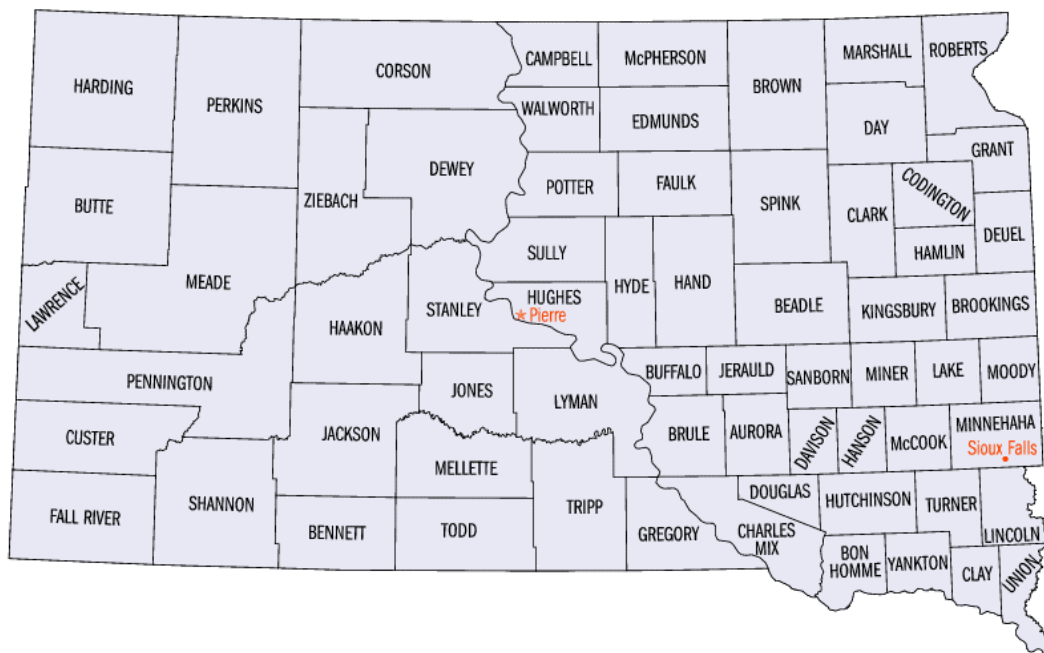 HARDING
PERKINS
CORSON
CAMPBELL
McPHERSON
BROWN
MARSHALL
ROBERTS
WALWORTH
EDMUNDS
DAY
GRANT
BUTTE
ZIEBACH
DEWEY
POTTER
FAULK
SPINK
CLARK
CODINGTON
DEUEL
HAMLIN
LAWRENCE
MEADE
SULLY
HYDE
HAND
STANLEY
HUGHES
* Pierre
HAAKON
BEADLE
KINGSBURY
BROOKINGS
PENNINGTON
JONES
LYMAN
BUFFALO
JERAULD
SANBORN
MINER
LAKE
MOODY
CUSTER
JACKSON
BRULE
AURORA
DAVISON
HANSON
McCOOK
MINNEHAHA
Sioux Falls
FALL RIVER
SHANNON
MELLETTE
BENNETT
TODD
TRIPP
GREGORY
DOUGLAS
CHARLES
MIX
HUTCHINSON
TURNER
LINCOLN
BON
HOMME
YANKTON
CLAY
UNION